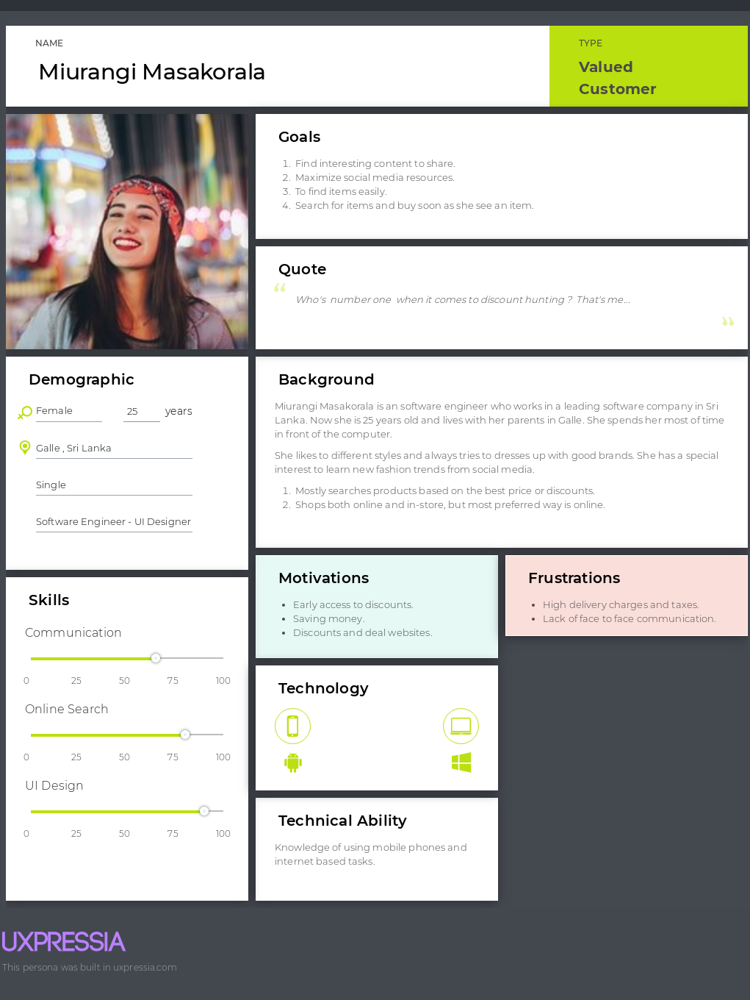 NAME
Miurangi Masakorala
TYPE
Valued
Customer
Goals
1. Find interesting content to share.
2. Maximize social media resources.
3. To find items easily.
4. Search for items and buy soon as she see an item.
Quote
“
Who's number one when it comes to discount hunting ? That's me...
”
Demographic
Female 25 years
Galle , Sri Lanka
Single
Software Engineer - UI Designer
Background
Miurangi Masakorala is an software engineer who works in a leading software company in Sri
Lanka. Now she is 25 years old and lives with her parents in Galle. She spends her most of time
in front of the computer.
She likes to different styles and always tries to dresses up with good brands. She has a special
interest to learn new fashion trends from social media.
1. Mostly searches products based on the best price or discounts.
2. Shops both online and in-store, but most preferred way is online.
Skills
Communication
0 25 50 75 100
Online Search
0 25 50 75 100
UI Design
0 25 50 75 100
Motivations
• Early access to discounts.
• Saving money.
• Discounts and deal websites.
Frustrations
• High delivery charges and taxes.
• Lack of face to face communication.
Technology
Technical Ability
Knowledge of using mobile phones and
internet based tasks.
UXPRESSIA
This persona was built in uxpressia.com